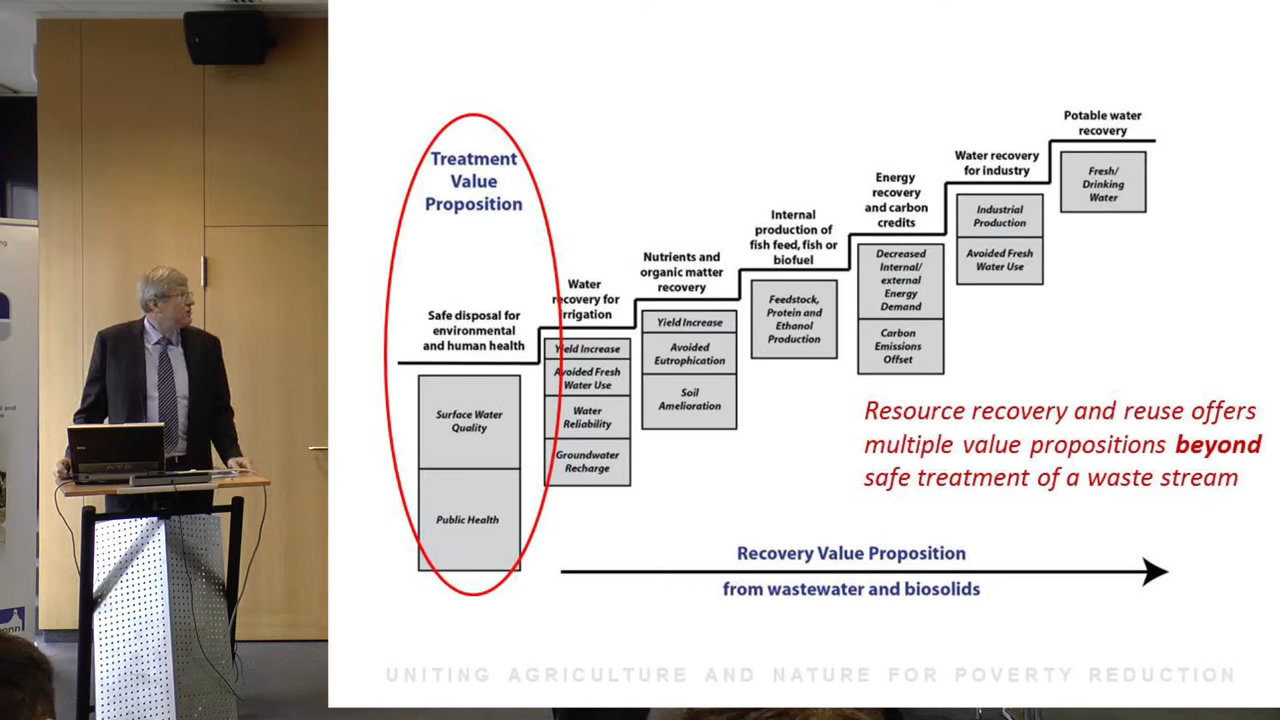 Treatment
Value
Proposition
Safe disposal for
environmental
and human health
Surface Water
Quality
Public Health
Water
recovery for
irrigation
Yield Increase
Avoided Fresh
Water Use
Water
Reliability
Groundwater
Recharge
Nutrients and
organic matter
recovery
Yield Increase
Avoided
Eutrophication
Soil
Amelioration
Internal
production of
fish feed, fish or
biofuel
Feedstock,
Protein and
Ethanol
Production
Energy
recovery
and carbon
credits
Decreased
Internal/
external
Energy
Demand
Carbon
Emissions
Offset
Water recovery
for industry
Industrial
Production
Avoided Fresh
Water Use
Potable water
recovery
Fresh/
Drinking
Water
Resource recovery and reuse offers
multiple value propositions beyond
safe treatment of a waste stream
Recovery Value Proposition
from wastewater and biosolids
UNITING AGRICULTURE AND NATURE FOR POVERTY REDUCTION